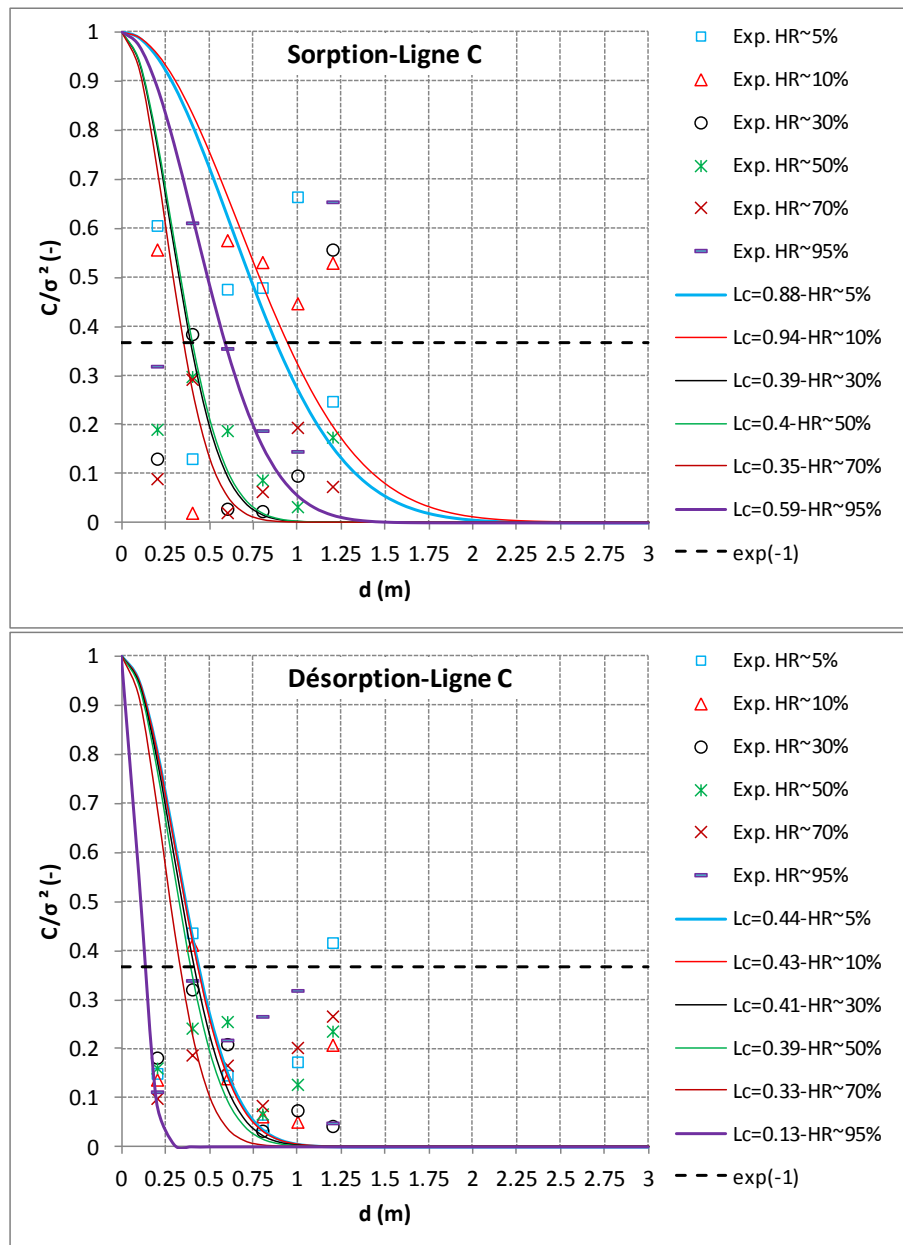 Sorption-Ligne C
C/σ² (-)
1
0.9
0.8
0.7
0.6
0.5
0.4
0.3
0.2
0.1
0
0 0.25 0.5 0.75 1 1.25 1.5 1.75 2 2.25 2.5 2.75 3
d (m)
Exp. HR~5%
Exp. HR~10%
Exp. HR~30%
Exp. HR~50%
Exp. HR~70%
Exp. HR~95%
Lc=0.88-HR~5%
Lc=0.94-HR~10%
Lc=0.39-HR~30%
Lc=0.4-HR~50%
Lc=0.35-HR~70%
Lc=0.59-HR~95%
exp(-1)
Désorption-Ligne C
C/σ² (-)
1
0.9
0.8
0.7
0.6
0.5
0.4
0.3
0.2
0.1
0
0 0.25 0.5 0.75 1 1.25 1.5 1.75 2 2.25 2.5 2.75 3
d (m)
Exp. HR~5%
Exp. HR~10%
Exp. HR~30%
Exp. HR~50%
Exp. HR~70%
Exp. HR~95%
Lc=0.44-HR~5%
Lc=0.43-HR~10%
Lc=0.41-HR~30%
Lc=0.39-HR~50%
Lc=0.33-HR~70%
Lc=0.13-HR~95%
exp(-1)